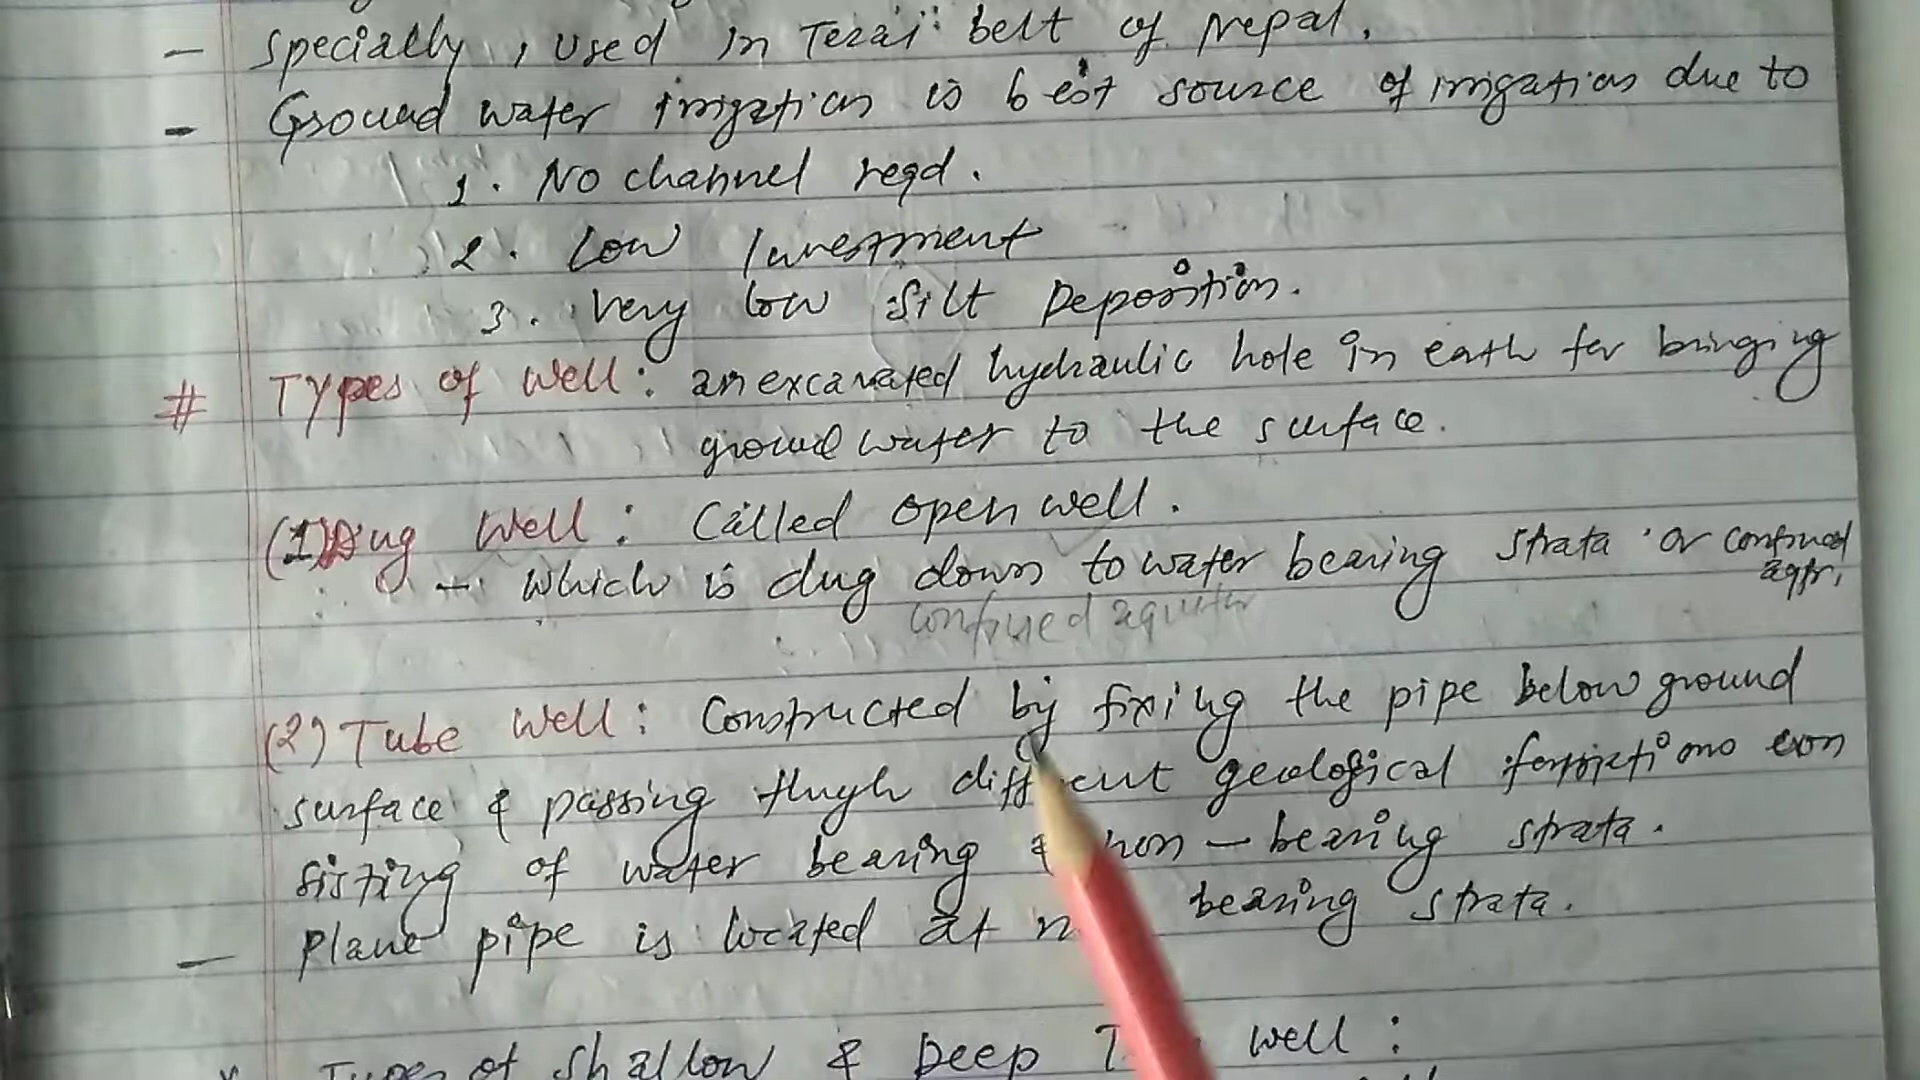 - Specially, used in Terai belt of Nepal.
- Ground water irrigation is best source of irrigation due to
1. No channel reqd.
2. Low Investment
3. Very low silt Deposition.
# Types of well: an excavated hydraulic hole in eath for bringing
ground water to the surface.
(1) Dug Well: Called open well.
- which is dug down to water bearing strata or confined
aqfr.
confined aquifer
(2) Tube well: Constructed by fixing the pipe below ground
surface & passing thugh different geological formations con
sisting of water bearing & non-bearing strata.
- Plane pipe is located at bearing strata.
Types of Shallow & Deep well: